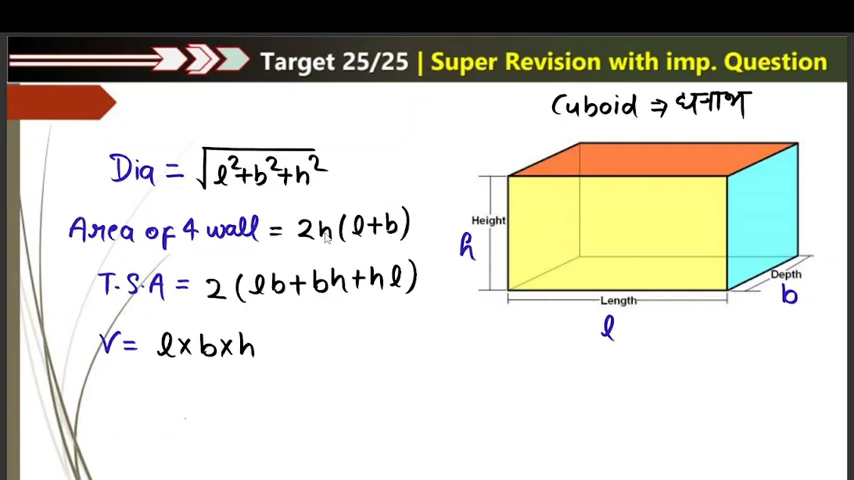 Target 25/25 | Super Revision with imp. Question
Cuboid ⇒ घनाभ
Dia = √l²+b²+h²
Area of 4 wall = 2h(l+b)
T.S.A = 2(lb+bh+hl)
V = l×b×h
Height
h
Depth
b
Length
l